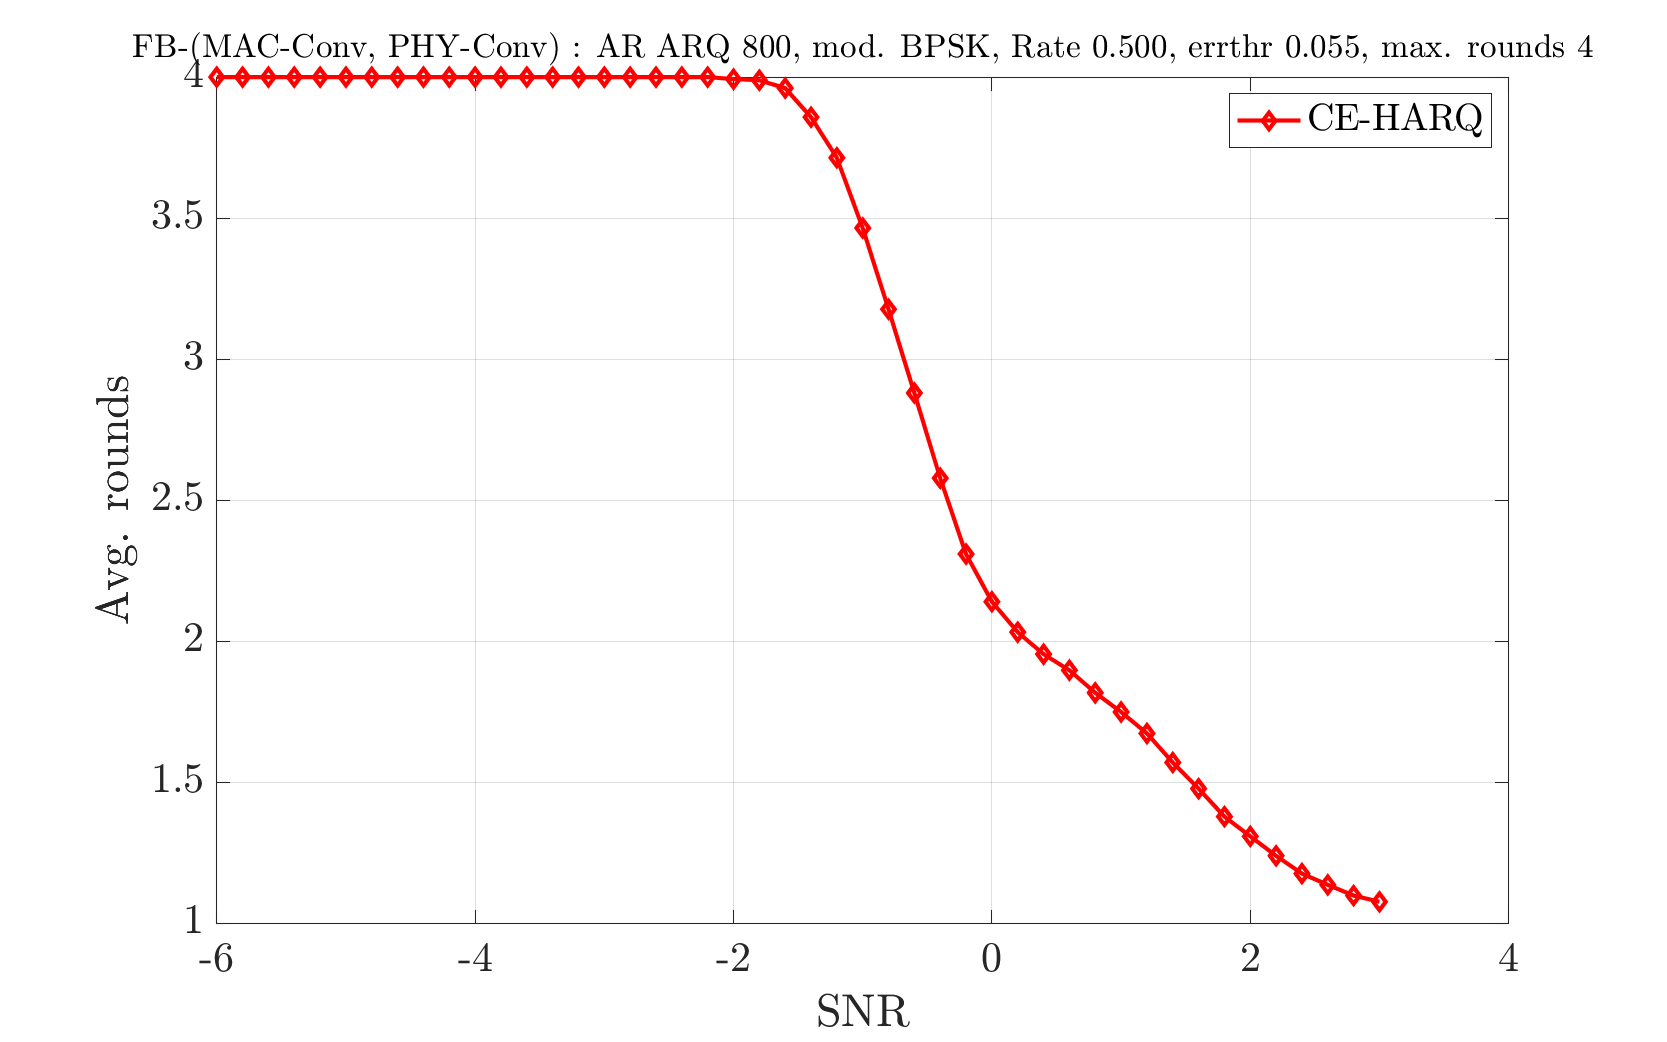 FB-(MAC-Conv, PHY-Conv) : AR ARQ 800, mod. BPSK, Rate 0.500, errthr 0.055, max. rounds 4
CE-HARQ
4
3.5
3
2.5
2
1.5
1
Avg. rounds
-6 -4 -2 0 2 4
SNR